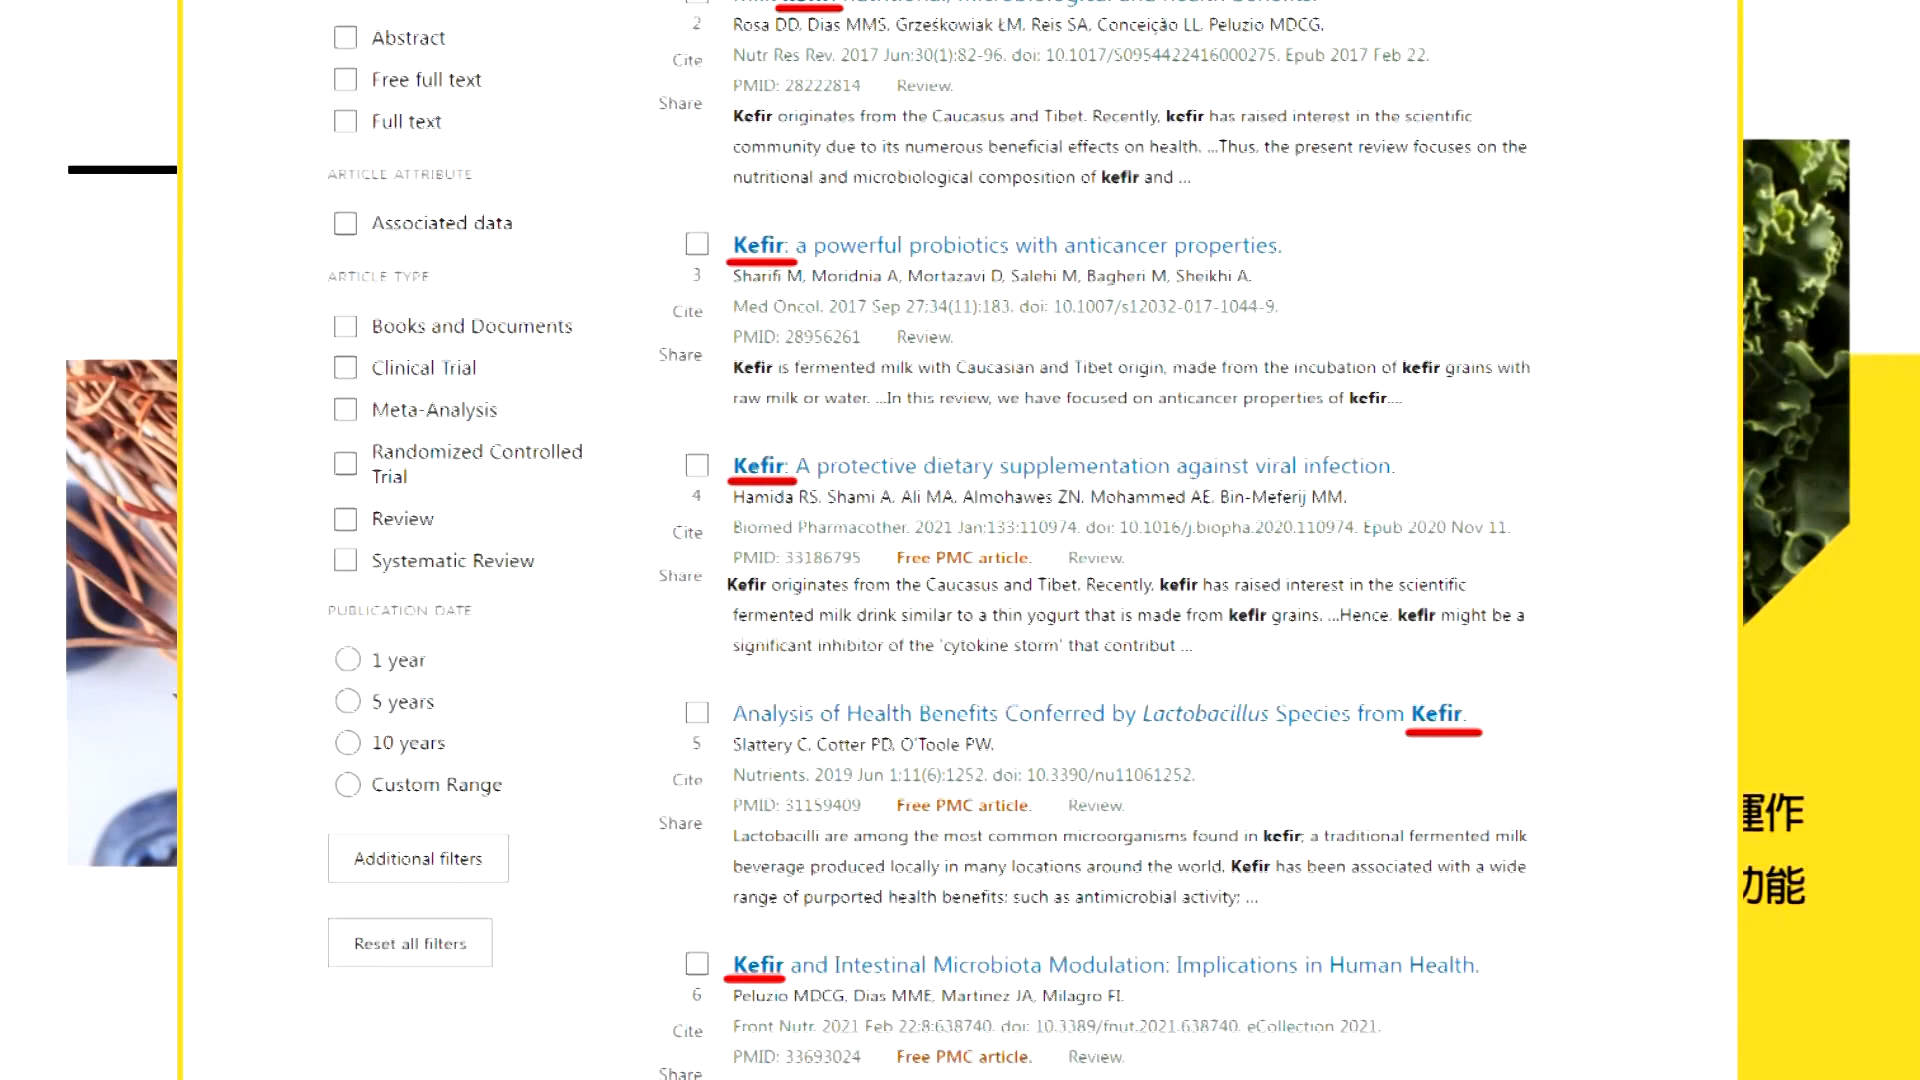 Abstract
Free full text
Full text
ARTICLE ATTRIBUTE
Associated data
ARTICLE TYPE
Books and Documents
Clinical Trial
Meta-Analysis
Randomized Controlled
Trial
Review
Systematic Review
PUBLICATION DATE
1 year
5 years
10 years
Custom Range
Additional filters
Reset all filters
2
Cite
Share
Rosa DD, Dias MMS, Grześkowiak ŁM, Reis SA, Conceição LL, Peluzio MDCG.
Nutr Res Rev. 2017 Jun;30(1):82-96. doi: 10.1017/S0954422416000275. Epub 2017 Feb 22.
PMID: 28222814 Review.
Kefir originates from the Caucasus and Tibet. Recently, kefir has raised interest in the scientific
community due to its numerous beneficial effects on health. ...Thus, the present review focuses on the
nutritional and microbiological composition of kefir and ...
3
Cite
Share
Kefir: a powerful probiotics with anticancer properties.
Sharifi M, Moridnia A, Mortazavi D, Salehi M, Bagheri M, Sheikhi A.
Med Oncol. 2017 Sep 27;34(11):183. doi: 10.1007/s12032-017-1044-9.
PMID: 28956261 Review.
Kefir is fermented milk with Caucasian and Tibet origin, made from the incubation of kefir grains with
raw milk or water. ...In this review, we have focused on anticancer properties of kefir....
4
Cite
Share
Kefir: A protective dietary supplementation against viral infection.
Hamida RS, Shami A, Ali MA, Almohawes ZN, Mohammed AE, Bin-Meferij MM.
Biomed Pharmacother. 2021 Jan;133:110974. doi: 10.1016/j.biopha.2020.110974. Epub 2020 Nov 11.
PMID: 33186795 Free PMC article. Review.
Kefir originates from the Caucasus and Tibet. Recently, kefir has raised interest in the scientific
fermented milk drink similar to a thin yogurt that is made from kefir grains. ...Hence, kefir might be a
significant inhibitor of the 'cytokine storm' that contribut ...
5
Cite
Share
Analysis of Health Benefits Conferred by Lactobacillus Species from Kefir.
Slattery C, Cotter PD, O'Toole PW.
Nutrients. 2019 Jun 1;11(6):1252. doi: 10.3390/nu11061252.
PMID: 31159409 Free PMC article. Review.
Lactobacilli are among the most common microorganisms found in kefir; a traditional fermented milk
beverage produced locally in many locations around the world. Kefir has been associated with a wide
range of purported health benefits; such as antimicrobial activity; ...
6
Cite
Share
Kefir and Intestinal Microbiota Modulation: Implications in Human Health.
Peluzio MDCG, Dias MME, Martinez JA, Milagro FI.
Front Nutr. 2021 Feb 22;8:638740. doi: 10.3389/fnut.2021.638740. eCollection 2021.
PMID: 33693024 Free PMC article. Review.
運作
功能